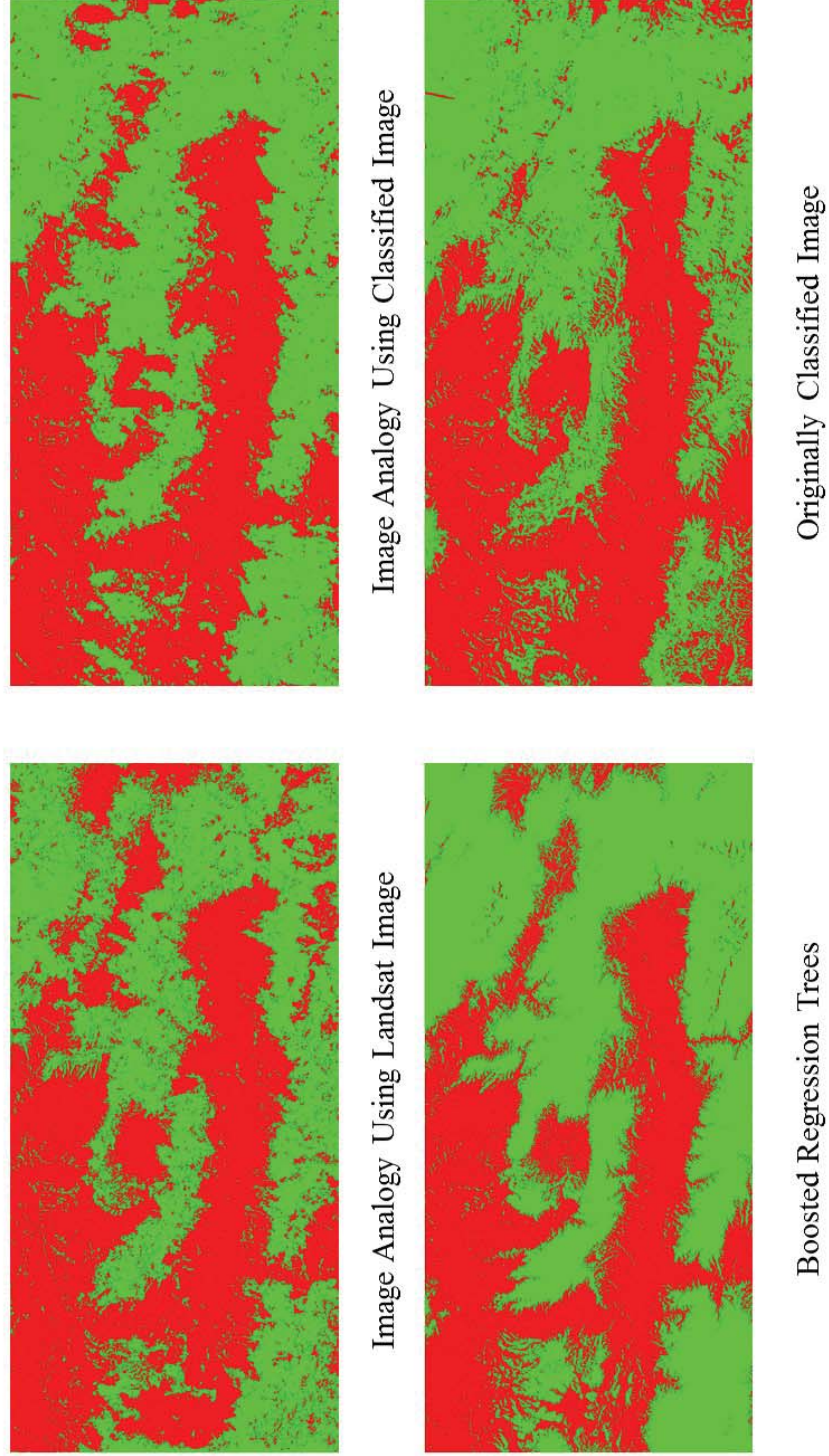 Image Analogy Using Landsat Image
Image Analogy Using Classified Image
Boosted Regression Trees
Originally Classified Image